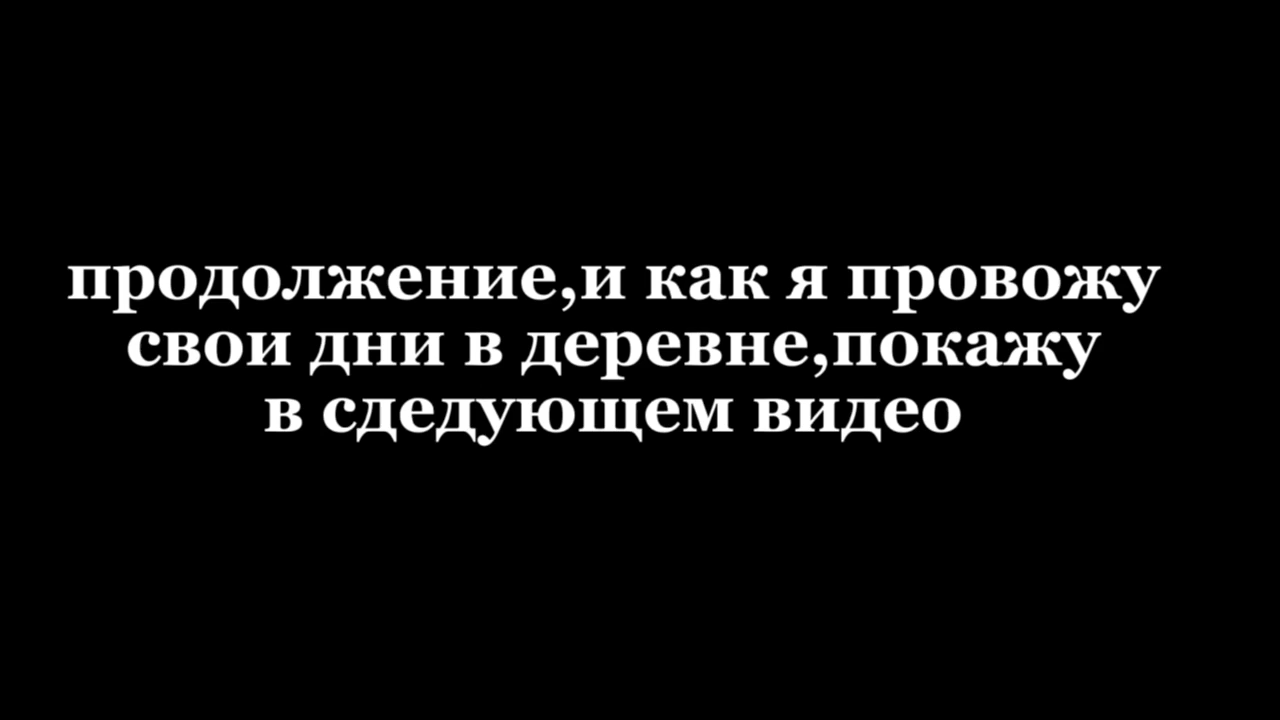 продолжение,и как я провожу
свои дни в деревне,покажу
в сдедующем видео